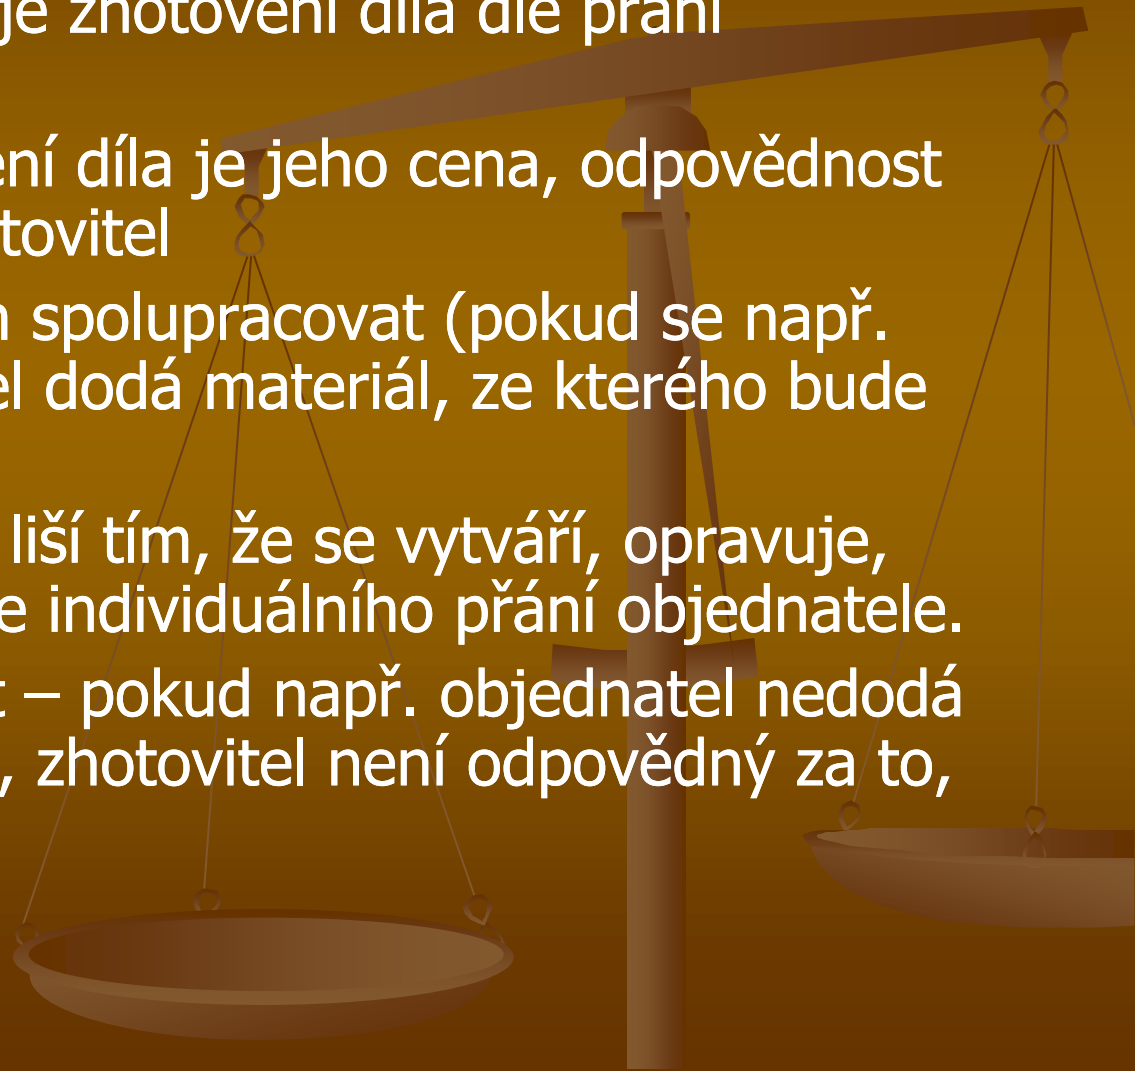 je zhotovení díla dle přání
ení díla je jeho cena, odpovědnost
tovitel
spolupracovat (pokud se např.
el dodá materiál, ze kterého bude
liší tím, že se vytváří, opravuje,
e individuálního přání objednatele.
t – pokud např. objednatel nedodá
, zhotovitel není odpovědný za to,